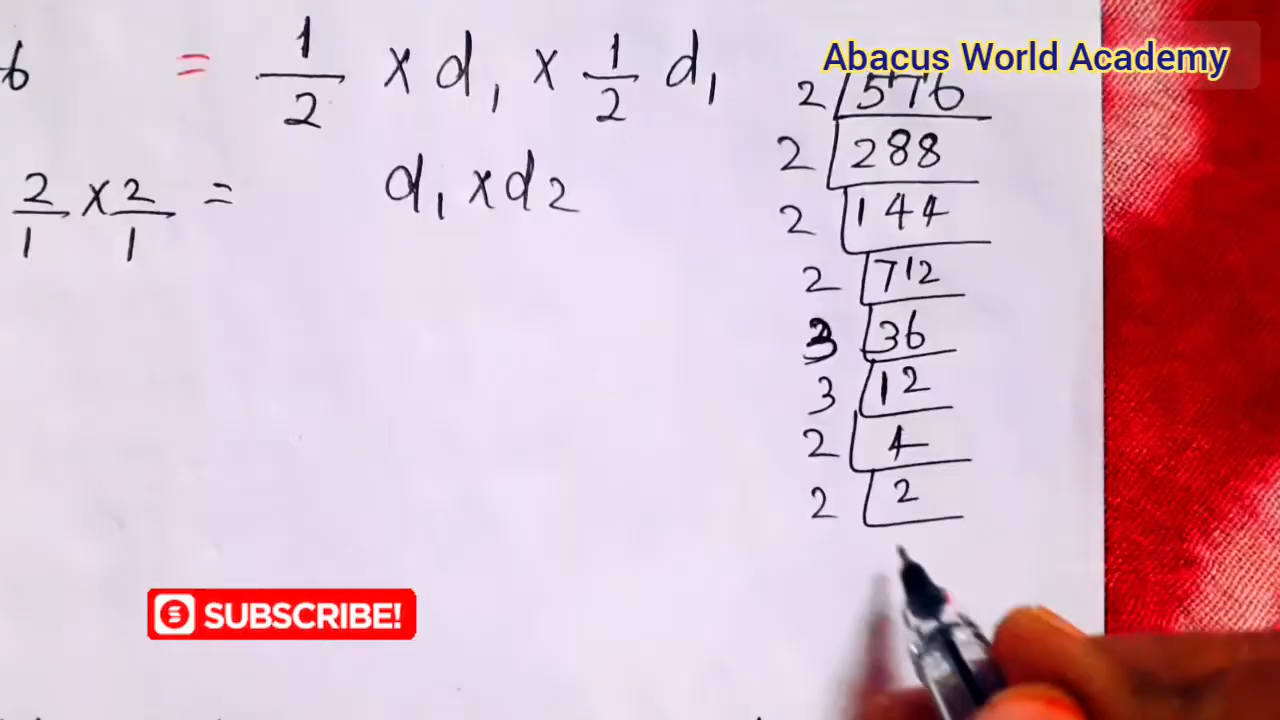 Abacus World Academy
6 = 1/2 × d1 × 1/2 d1
2/1 × 2/1 = d1 × d2
2 576
2 288
2 144
2 712
3 36
3 12
2 4
2 2
SUBSCRIBE!